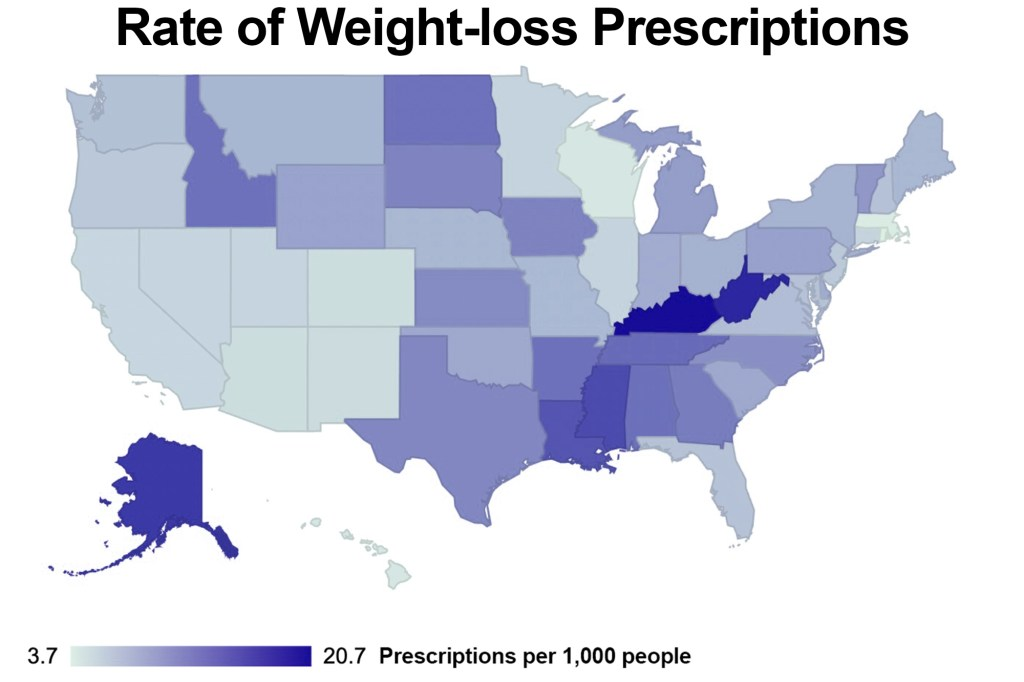 Rate of Weight-loss Prescriptions
3.7 20.7 Prescriptions per 1,000 people